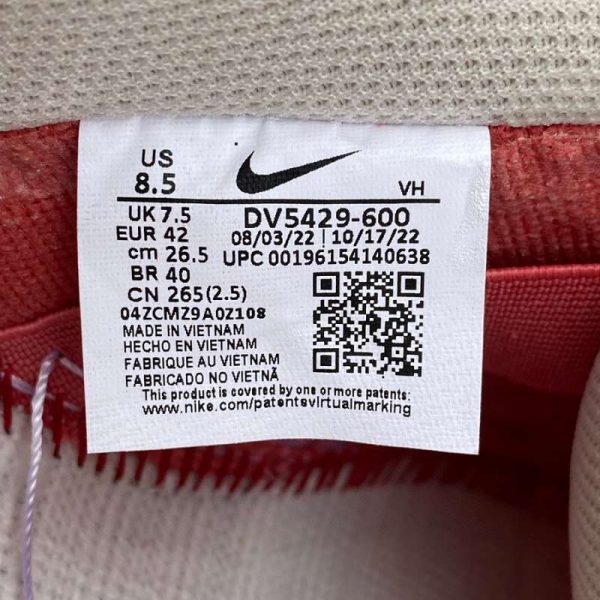 US
8.5
VH
UK 7.5
EUR 42
cm 26.5
BR 40
CN 265(2.5)
DV5429-600
08/03/22 | 10/17/22
UPC 00196154140638
04ZCMZ9A0Z108
MADE IN VIETNAM
HECHO EN VIETNAM
FABRIQUE AU VIETNAM
FABRICADO NO VIETNÃ
This product is covered by one or more patents:
www.nike.com/patentsvirtualmarking